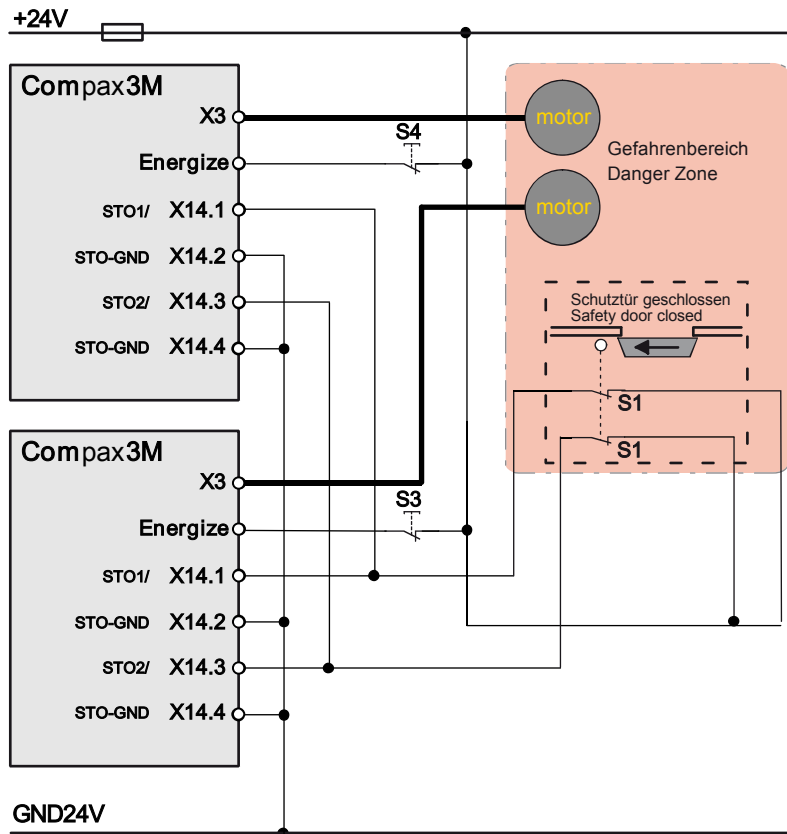 +24V
Compax3M
X3
Energize
STO1/ X14.1
STO-GND X14.2
STO2/ X14.3
STO-GND X14.4
S4
motor
motor
Gefahrenbereich
Danger Zone
Schutztür geschlossen
Safety door closed
S1
S1
Compax3M
X3
Energize
STO1/ X14.1
STO-GND X14.2
STO2/ X14.3
STO-GND X14.4
S3
GND24V